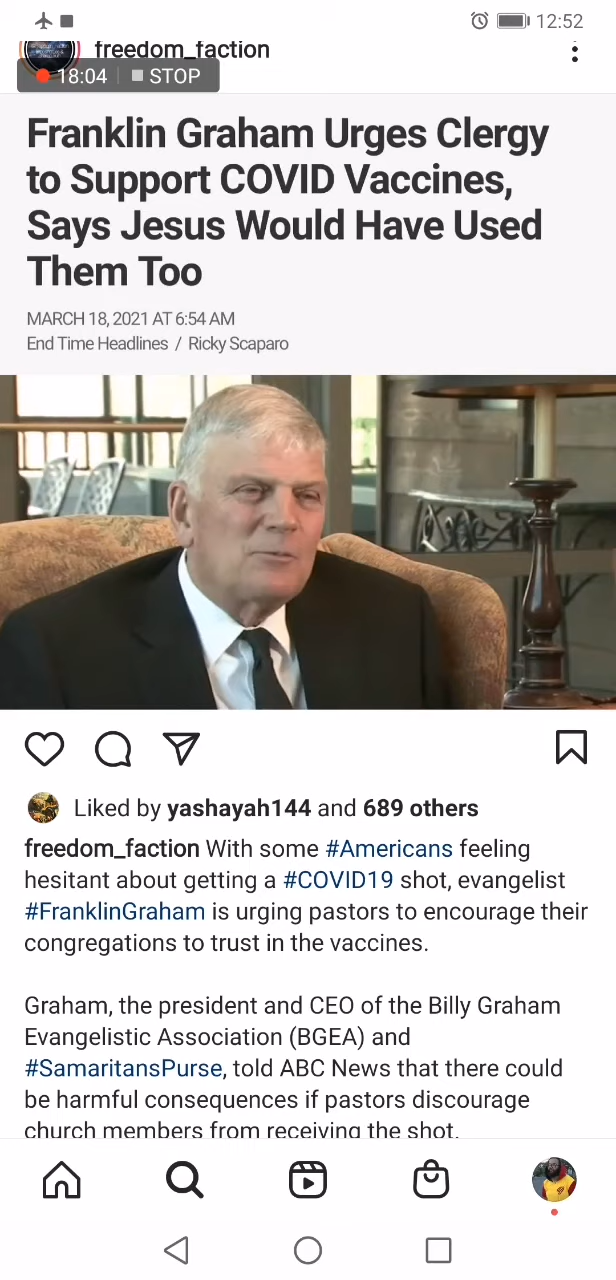 12:52
freedom_faction
18:04 STOP
Franklin Graham Urges Clergy
to Support COVID Vaccines,
Says Jesus Would Have Used
Them Too
MARCH 18, 2021 AT 6:54 AM
End Time Headlines / Ricky Scaparo
Liked by yashayah144 and 689 others
freedom_faction With some #Americans feeling
hesitant about getting a #COVID19 shot, evangelist
#FranklinGraham is urging pastors to encourage their
congregations to trust in the vaccines.
Graham, the president and CEO of the Billy Graham
Evangelistic Association (BGEA) and
#SamaritansPurse, told ABC News that there could
be harmful consequences if pastors discourage
church members from receiving the shot.